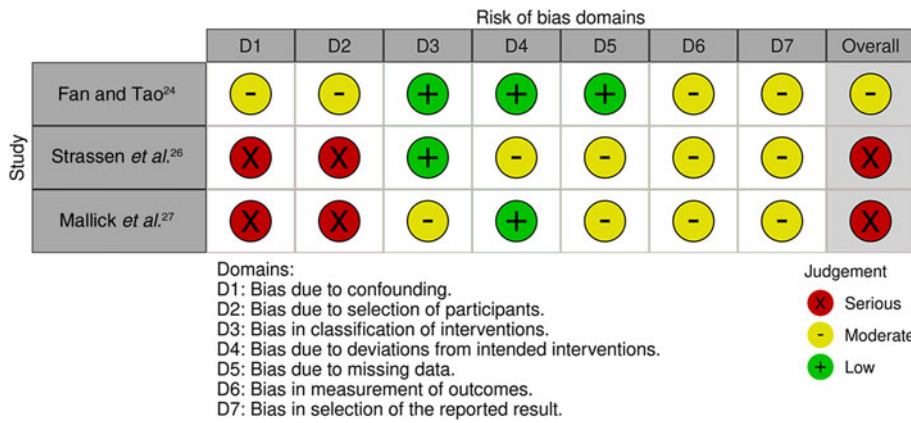 Risk of bias domains
D1 D2 D3 D4 D5 D6 D7 Overall
Study
Fan and Tao²⁴ - - + + + - - -
Strassen et al.²⁶ X X + - - - - X
Mallick et al.²⁷ X X - + - - - X
Domains:
D1: Bias due to confounding.
D2: Bias due to selection of participants.
D3: Bias in classification of interventions.
D4: Bias due to deviations from intended interventions.
D5: Bias due to missing data.
D6: Bias in measurement of outcomes.
D7: Bias in selection of the reported result.
Judgement
X Serious
- Moderate
+ Low